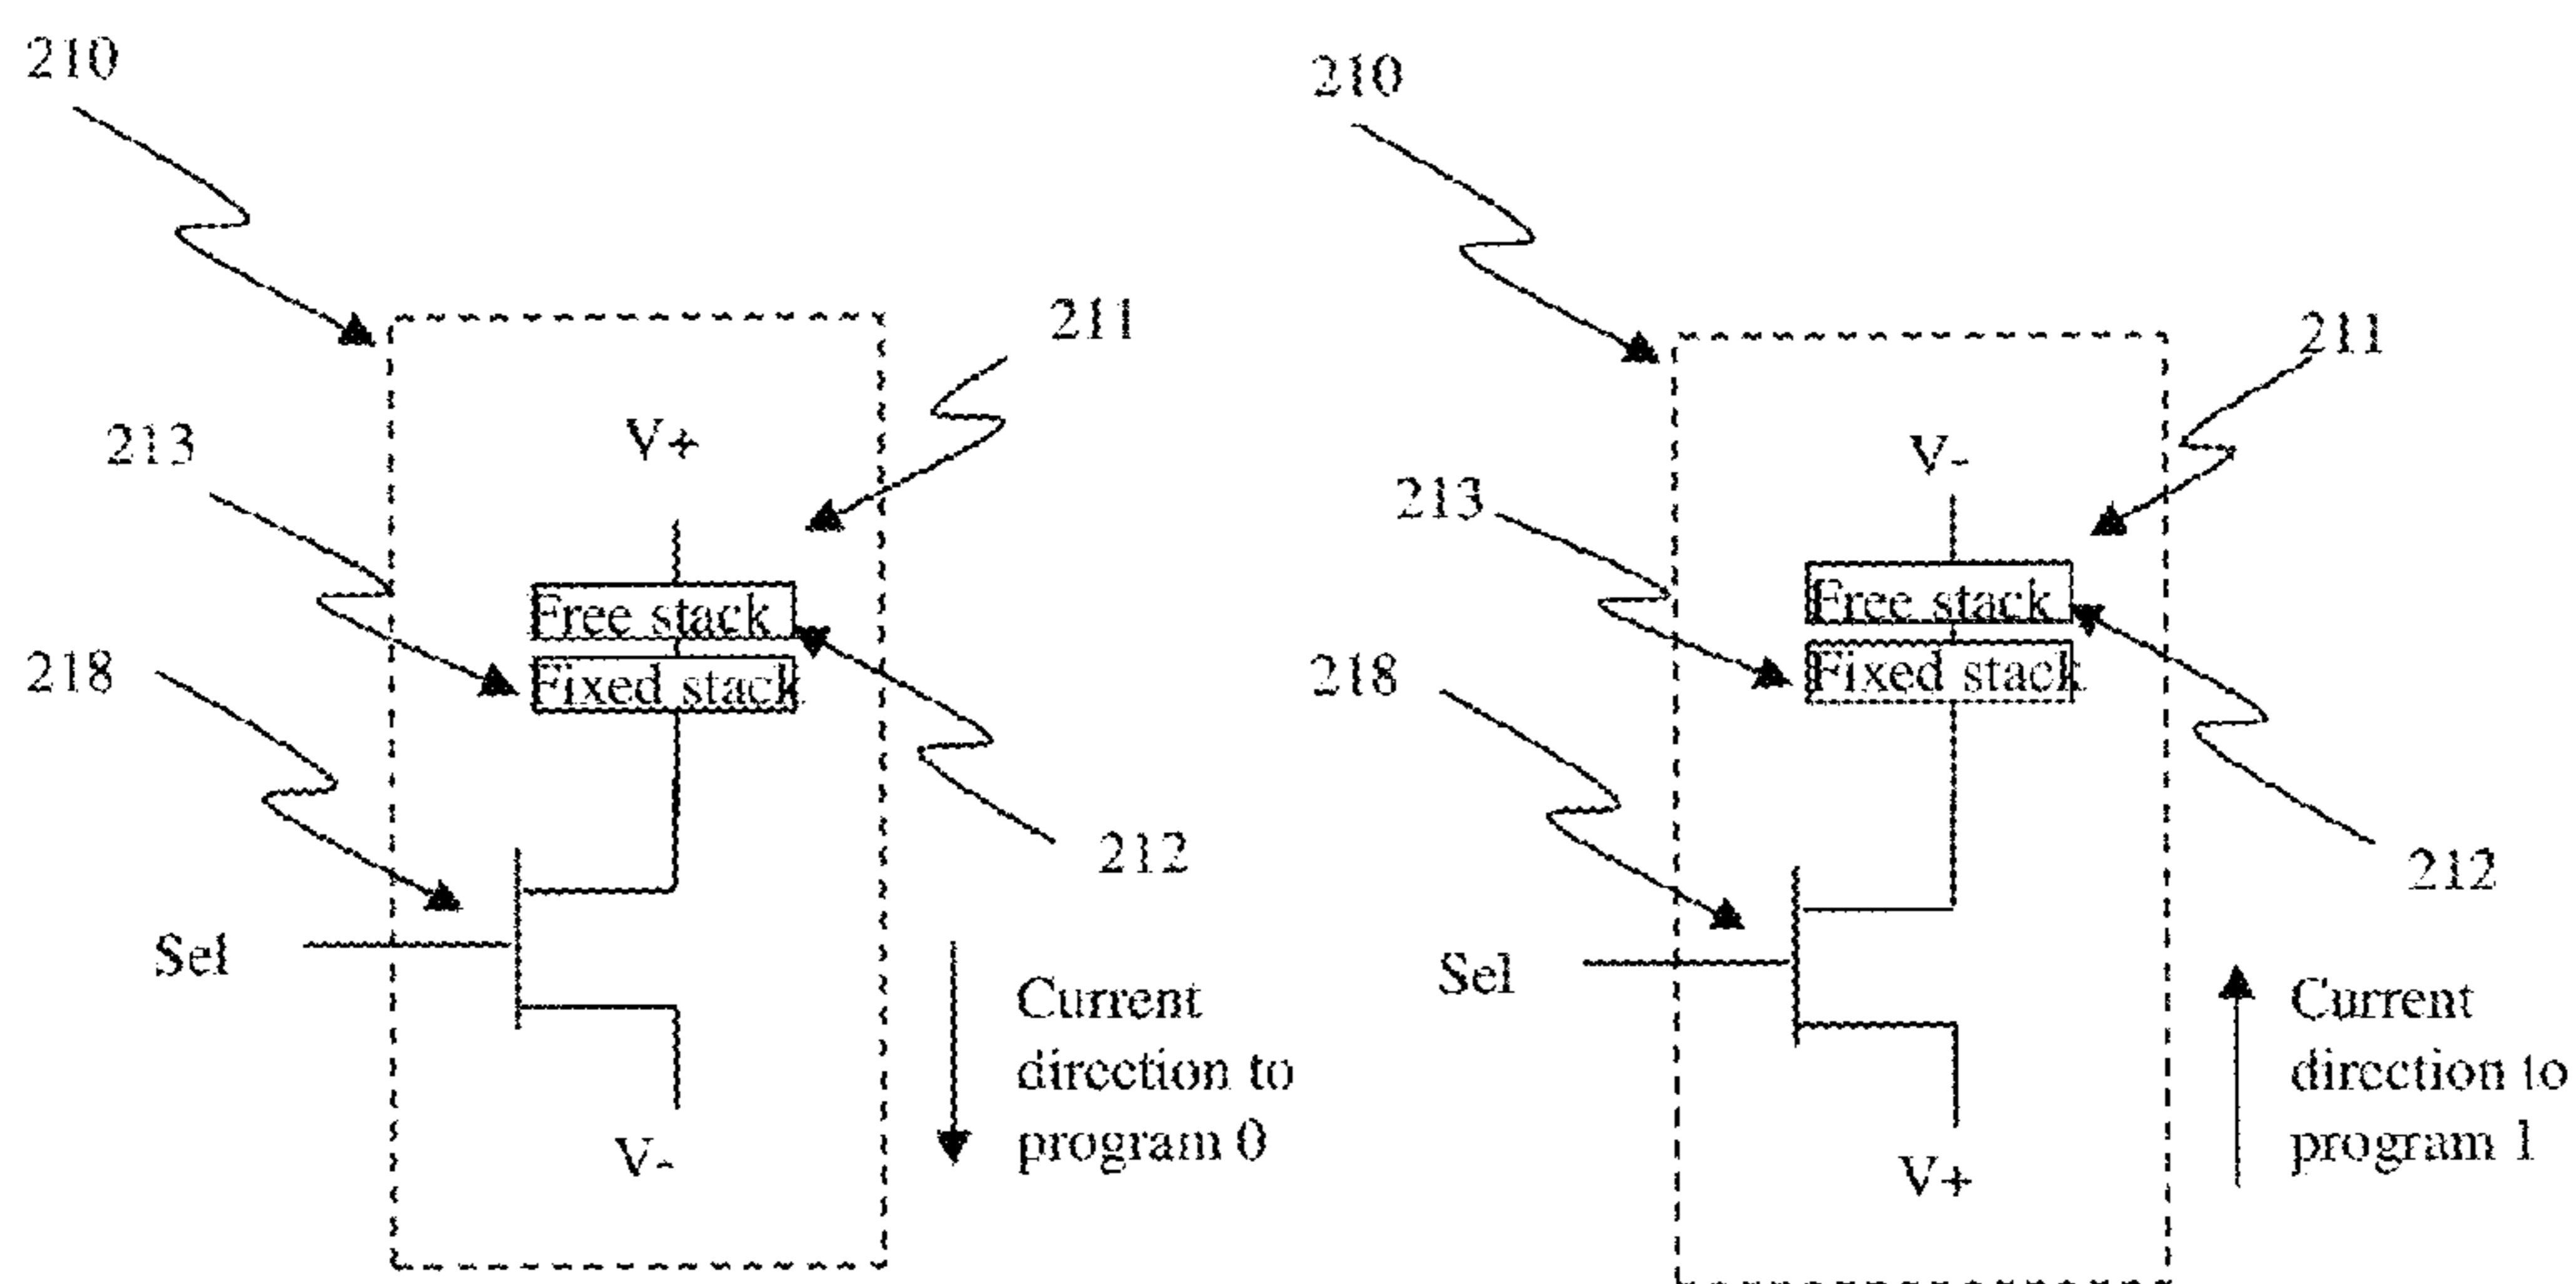 210
211
213
V+
Free stack
Fixed stack
218
212
Sel
Current
direction to
program 0
V-
210
211
V-
213
Free stack
Fixed stack
218
212
Sel
Current
direction to
program 1
V+